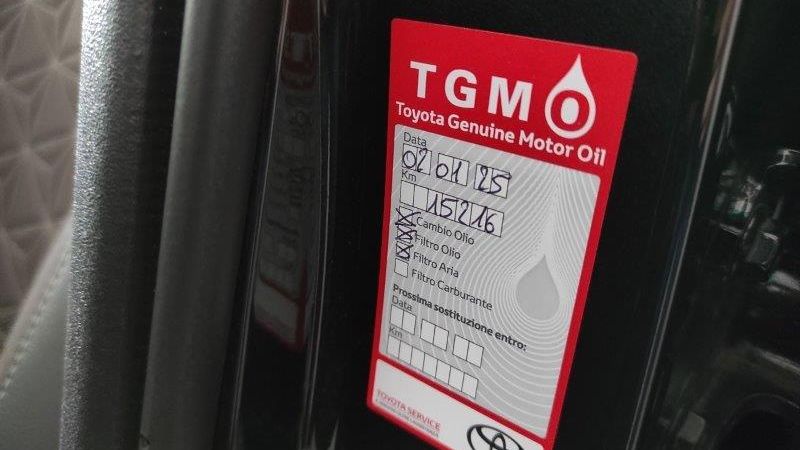 TGMO
Toyota Genuine Motor Oil
Data
02 01 25
Km
15216
Cambio Olio
Filtro Olio
Filtro Aria
Filtro Carburante
Prossima sostituzione entro:
Data
Km
TOYOTA SERVICE